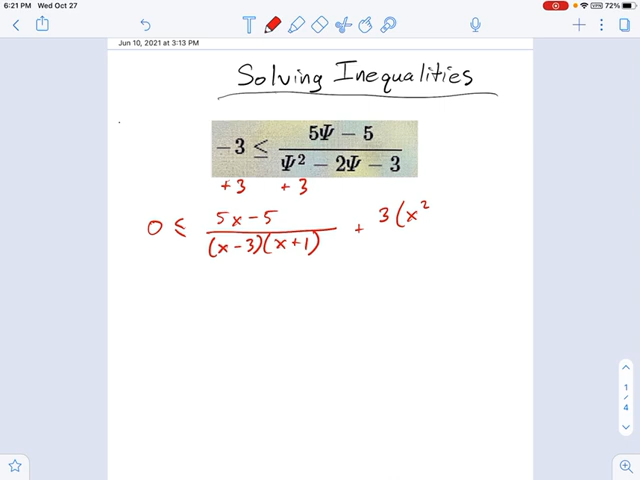 6:21 PM Wed Oct 27
VPN 72%
T
Jun 10, 2021 at 3:13 PM
Solving Inequalities
-3 ≤ (5Ψ - 5)/(Ψ² - 2Ψ - 3)
+3 +3
0 ≤ (5x - 5)/((x - 3)(x + 1)) + 3(x²
1
/
4